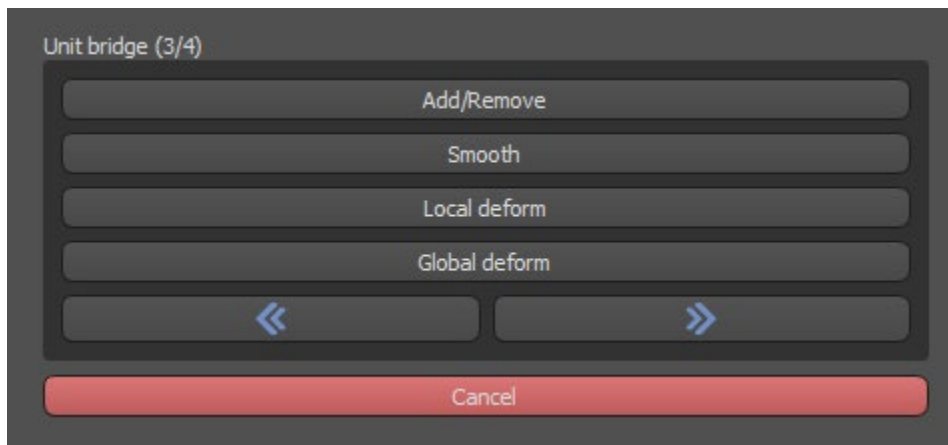 Unit bridge (3/4)
Add/Remove
Smooth
Local deform
Global deform
Cancel